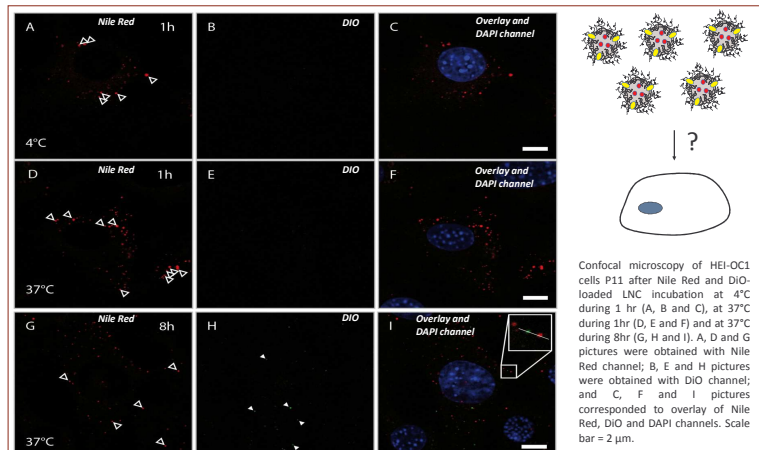 A Nile Red 1h
B DIO
C Overlay and
DAPI channel
4°C
D Nile Red 1h
E DIO
F Overlay and
DAPI channel
37°C
G Nile Red 8h
H DIO
I Overlay and
DAPI channel
37°C
?
Confocal microscopy of HEI-OC1
cells P11 after Nile Red and DiO-
loaded LNC incubation at 4°C
during 1 hr (A, B and C), at 37°C
during 1hr (D, E and F) and at 37°C
during 8hr (G, H and I). A, D and G
pictures were obtained with Nile
Red channel; B, E and H pictures
were obtained with DiO channel;
and C, F and I pictures
corresponded to overlay of Nile
Red, DiO and DAPI channels. Scale
bar = 2 μm.